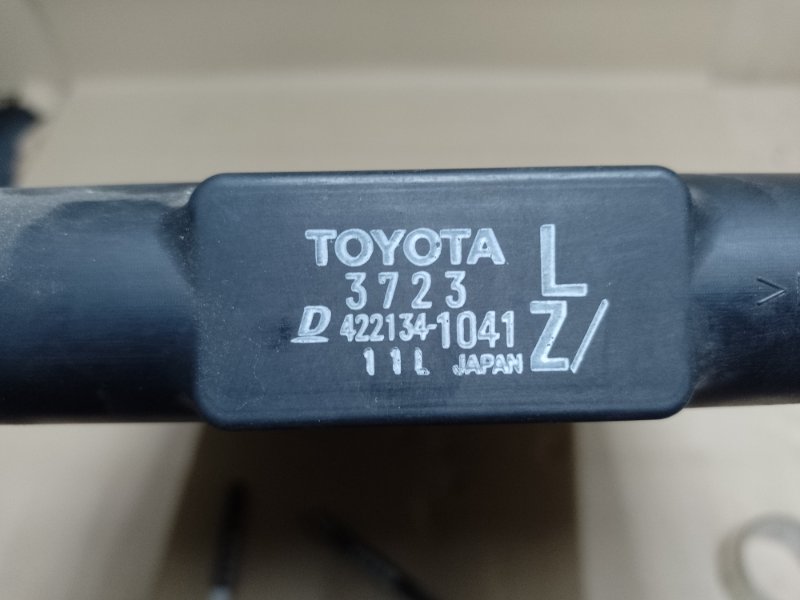 TOYOTA L
3723
D 422134-1041 Z/
11L JAPAN
>